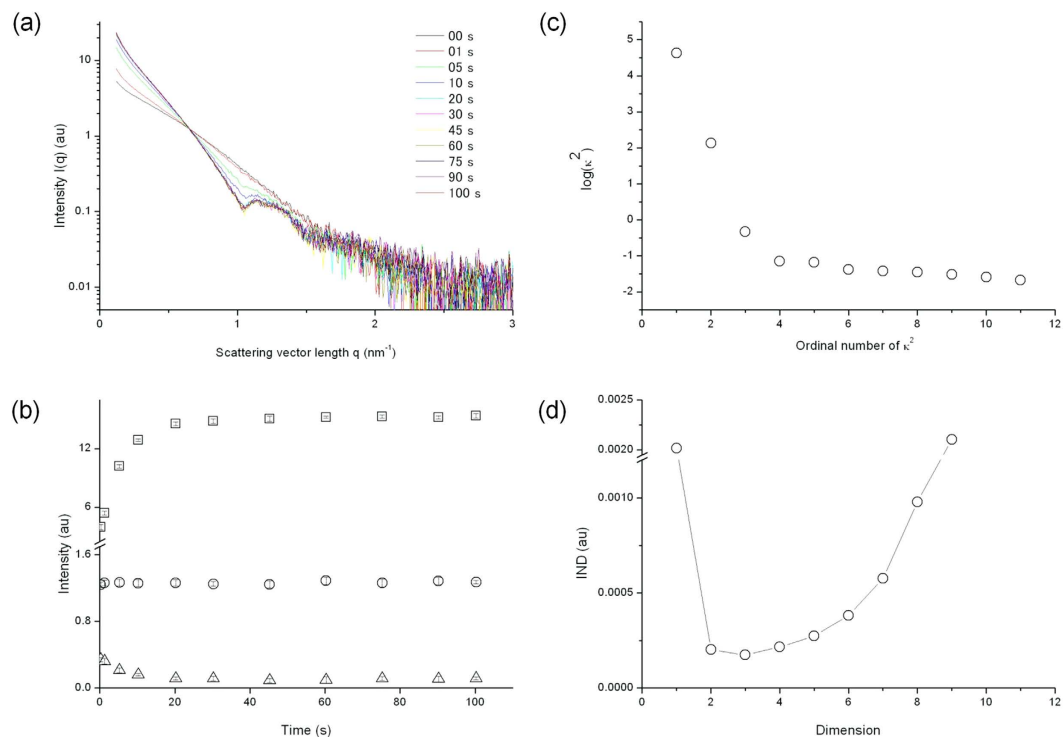 (a)
Intensity I(q) (au)
10
1
0.1
0.01
0
1
2
3
Scattering vector length q (nm⁻¹)
00 s
01 s
05 s
10 s
20 s
30 s
45 s
60 s
75 s
90 s
100 s
(c)
log(κ²)
5
4
3
2
1
0
-1
-2
0
2
4
6
8
10
12
Ordinal number of κ²
(b)
Intensity (au)
12
6
1.6
0.8
0.0
0
20
40
60
80
100
Time (s)
(d)
IND (au)
0.0025
0.0020
0.0010
0.0005
0.0000
0
2
4
6
8
10
12
Dimension